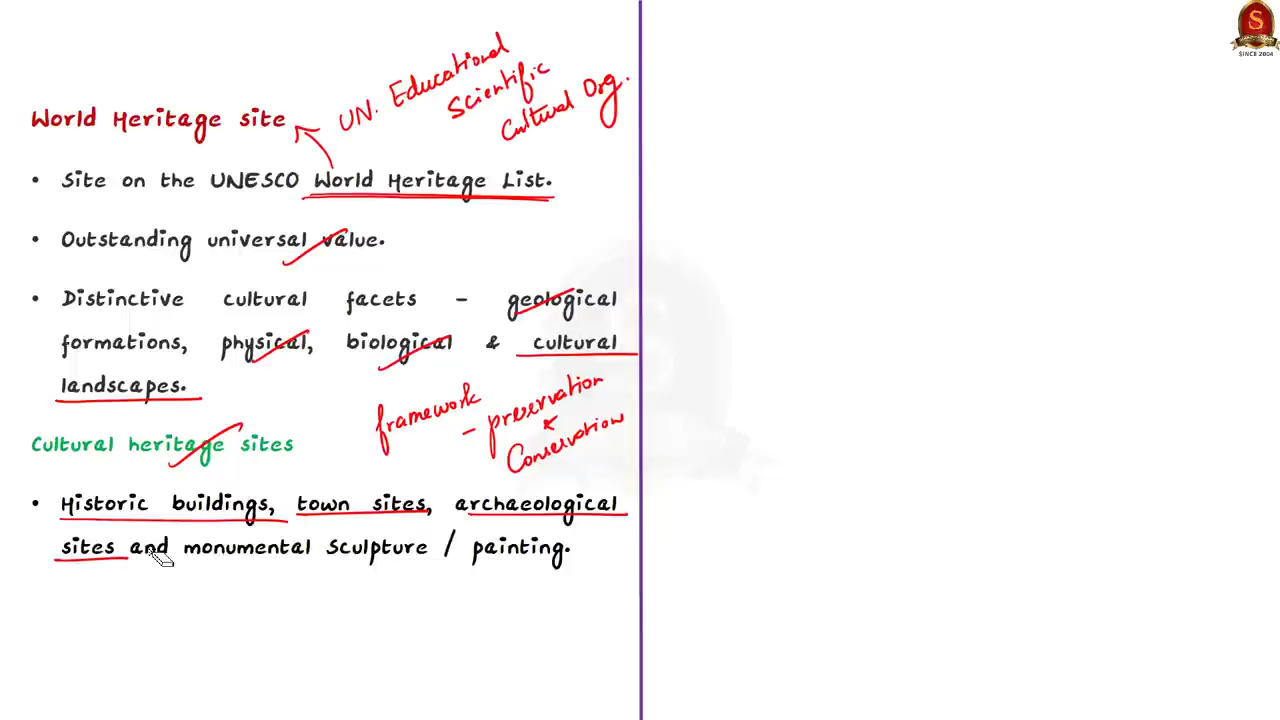 UN. Educational
Scientific
Cultural Org.
World Heritage site
• Site on the UNESCO World Heritage List.
• Outstanding universal value.
• Distinctive cultural facets - geological
formations, physical, biological & cultural
landscapes.
framework
- preservation
&
Conservation
Cultural heritage sites
• Historic buildings, town sites, archaeological
sites and monumental sculpture / painting.
S
SINCE 2004